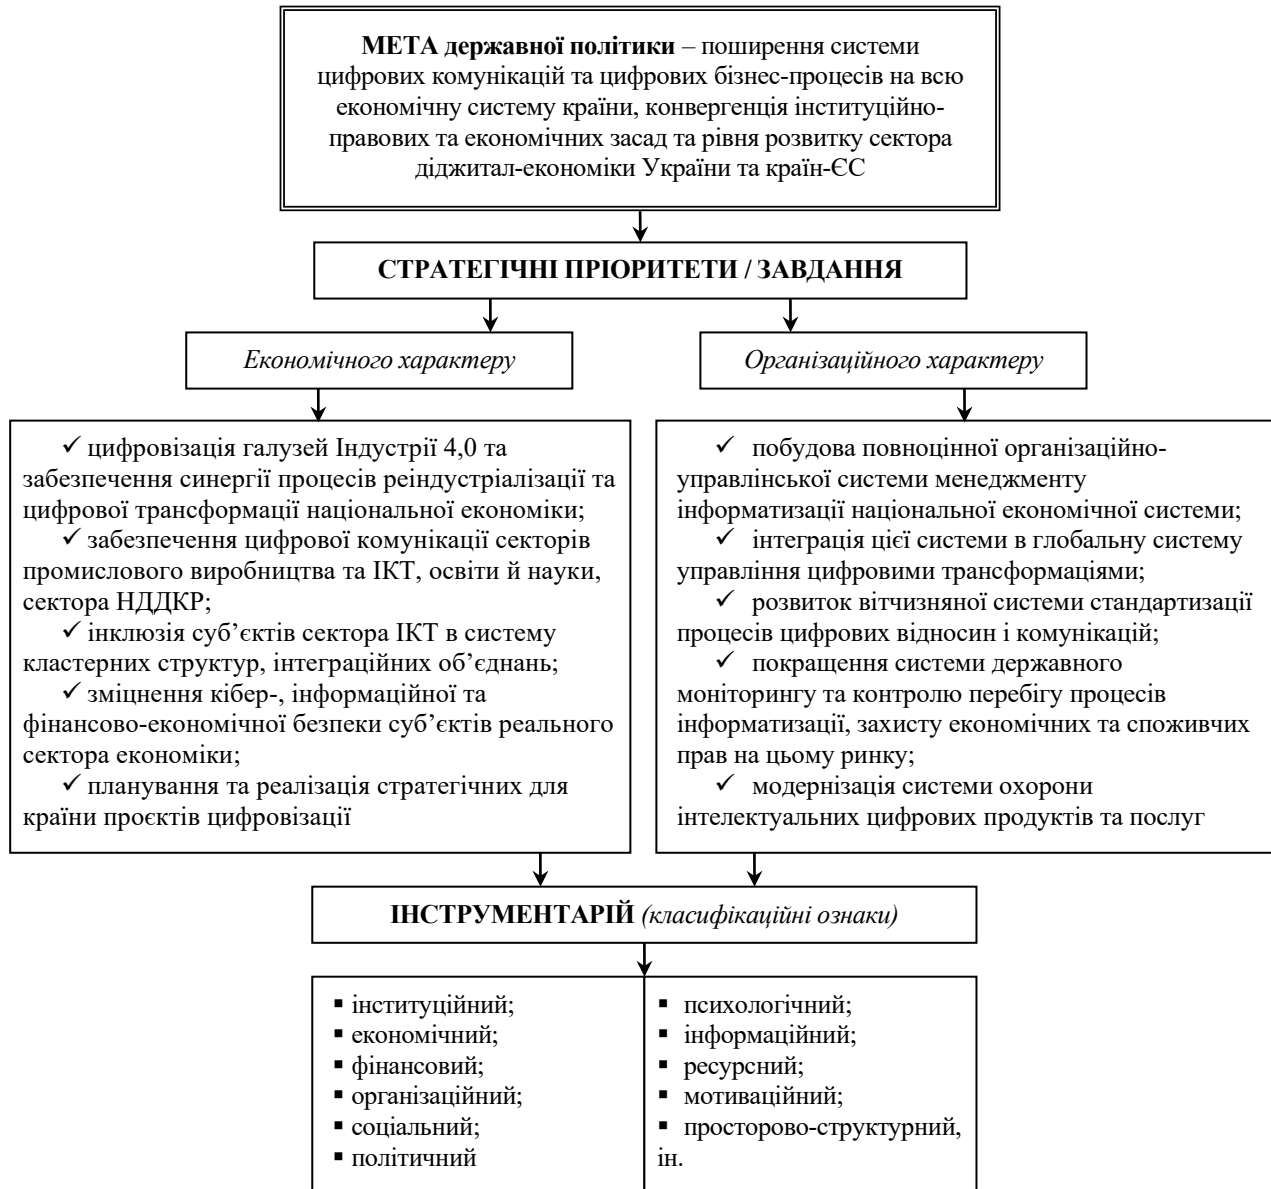 МЕТА державної політики – поширення системи
цифрових комунікацій та цифрових бізнес-процесів на всю
економічну систему країни, конвергенція інституційно-
правових та економічних засад та рівня розвитку сектора
діджитал-економіки України та країн-ЄС
СТРАТЕГІЧНІ ПРІОРИТЕТИ / ЗАВДАННЯ
Економічного характеру
Організаційного характеру
✓ цифровізація галузей Індустрії 4,0 та
забезпечення синергії процесів реіндустріалізації та
цифрової трансформації національної економіки;
✓ забезпечення цифрової комунікації секторів
промислового виробництва та ІКТ, освіти й науки,
сектора НДДКР;
✓ інклюзія суб’єктів сектора ІКТ в систему
кластерних структур, інтеграційних об’єднань;
✓ зміцнення кібер-, інформаційної та
фінансово-економічної безпеки суб’єктів реального
сектора економіки;
✓ планування та реалізація стратегічних для
країни проєктів цифровізації
✓ побудова повноцінної організаційно-
управлінської системи менеджменту
інформатизації національної економічної системи;
✓ інтеграція цієї системи в глобальну систему
управління цифровими трансформаціями;
✓ розвиток вітчизняної системи стандартизації
процесів цифрових відносин і комунікацій;
✓ покращення системи державного
моніторингу та контролю перебігу процесів
інформатизації, захисту економічних та споживчих
прав на цьому ринку;
✓ модернізація системи охорони
інтелектуальних цифрових продуктів та послуг
ІНСТРУМЕНТАРІЙ (класифікаційні ознаки)
▪ інституційний;
▪ економічний;
▪ фінансовий;
▪ організаційний;
▪ соціальний;
▪ політичний
▪ психологічний;
▪ інформаційний;
▪ ресурсний;
▪ мотиваційний;
▪ просторово-структурний,
ін.